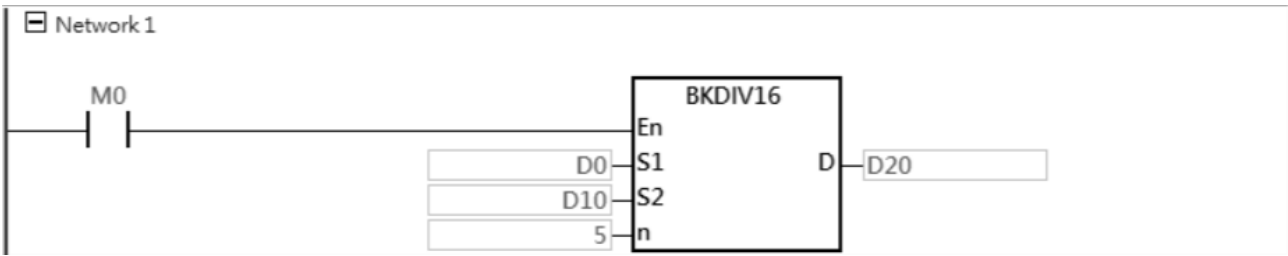 Network 1
M0
BKDIV16
En
D0 S1 D D20
D10 S2
5 n